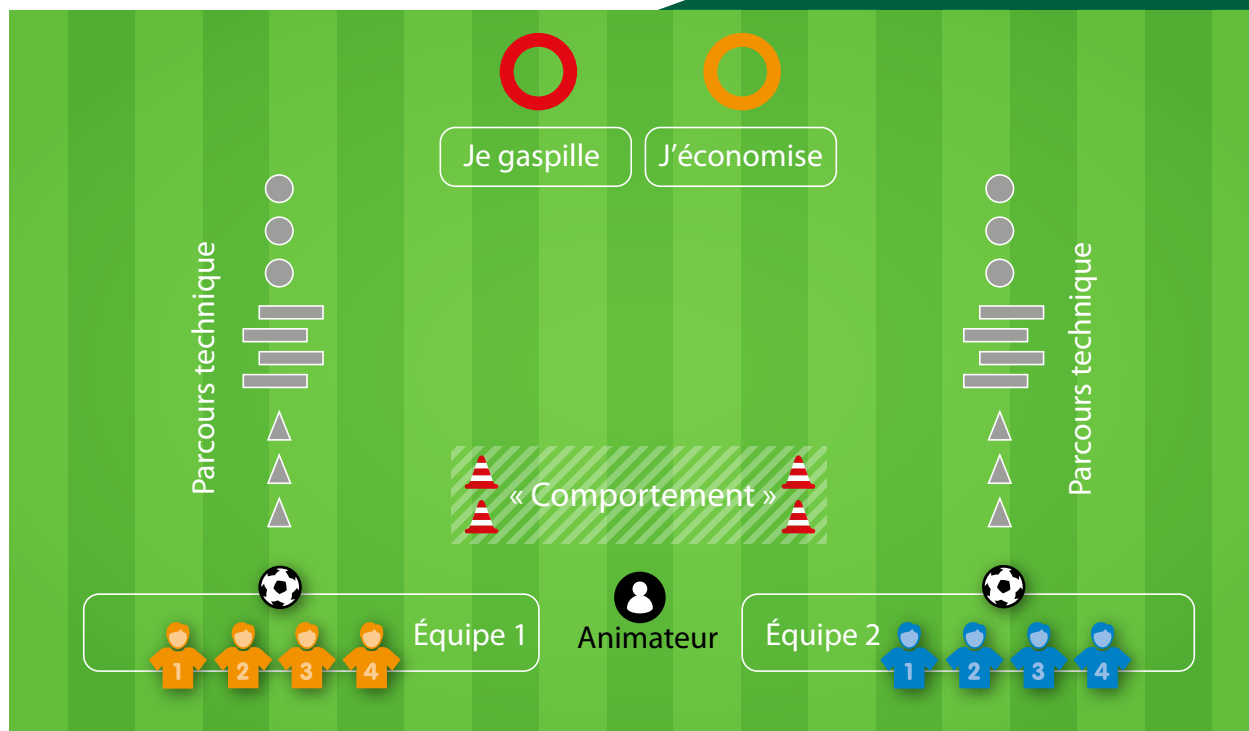 Je gaspille
J'économise
Parcours technique
Parcours technique
« Comportement »
Équipe 1
Animateur
Équipe 2
1 2 3 4
1 2 3 4